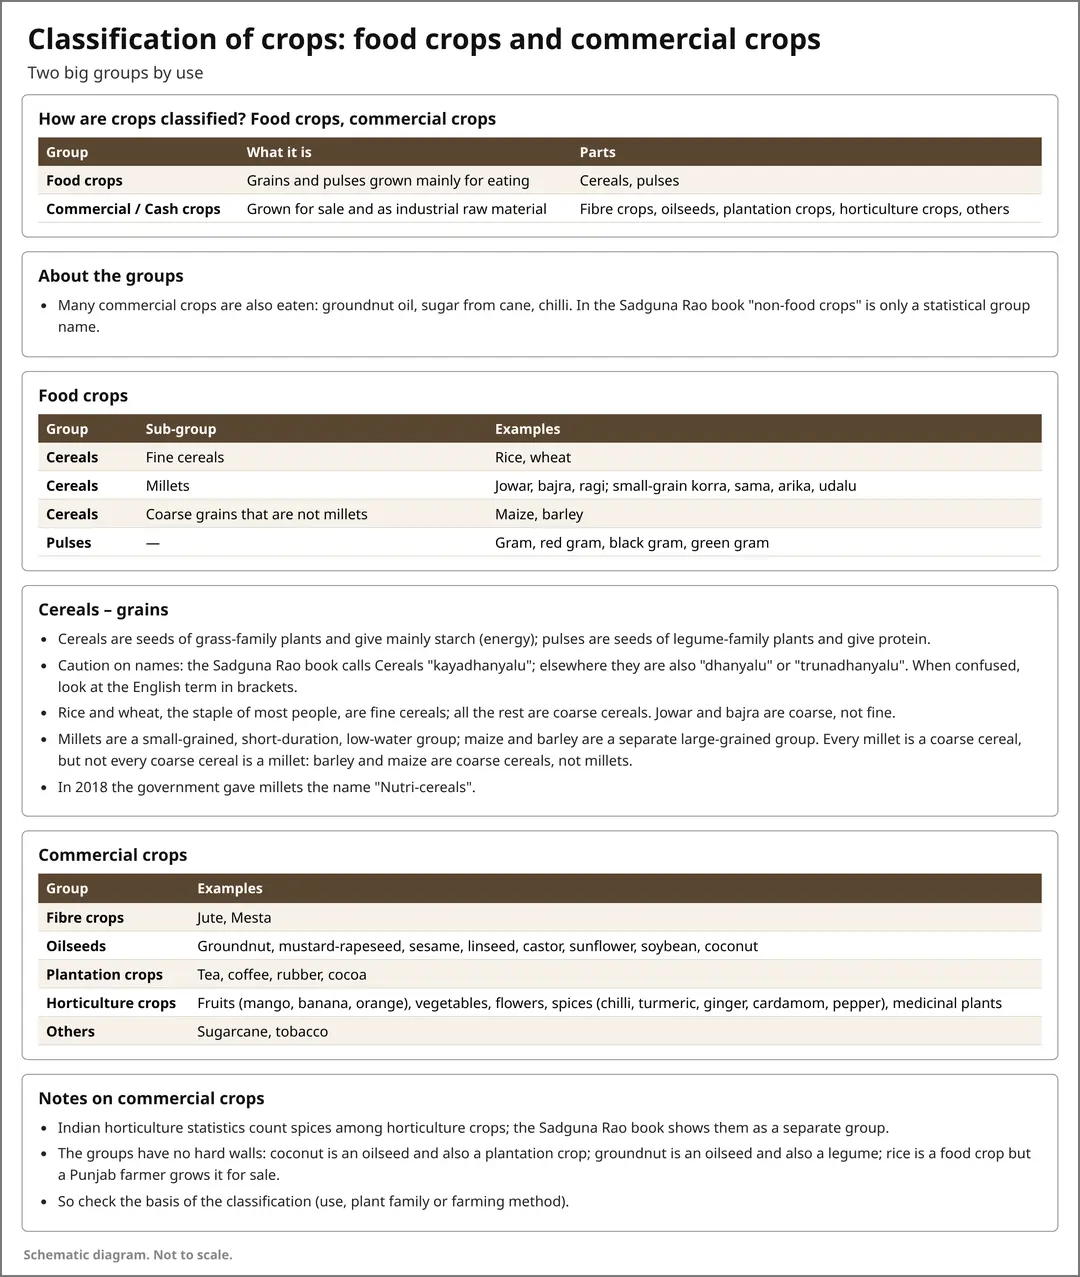 Classification of crops: food crops and commercial crops
Two big groups by use
How are crops classified? Food crops, commercial crops
Group What it is Parts
Food crops Grains and pulses grown mainly for eating Cereals, pulses
Commercial / Cash crops Grown for sale and as industrial raw material Fibre crops, oilseeds, plantation crops, horticulture crops, others
About the groups
• Many commercial crops are also eaten: groundnut oil, sugar from cane, chilli. In the Sadguna Rao book "non-food crops" is only a statistical group
name.
Food crops
Group Sub-group Examples
Cereals Fine cereals Rice, wheat
Cereals Millets Jowar, bajra, ragi; small-grain korra, sama, arika, udalu
Cereals Coarse grains that are not millets Maize, barley
Pulses — Gram, red gram, black gram, green gram
Cereals – grains
• Cereals are seeds of grass-family plants and give mainly starch (energy); pulses are seeds of legume-family plants and give protein.
• Caution on names: the Sadguna Rao book calls Cereals "kayadhanyalu"; elsewhere they are also "dhanyalu" or "trunadhanyalu". When confused,
look at the English term in brackets.
• Rice and wheat, the staple of most people, are fine cereals; all the rest are coarse cereals. Jowar and bajra are coarse, not fine.
• Millets are a small-grained, short-duration, low-water group; maize and barley are a separate large-grained group. Every millet is a coarse cereal,
but not every coarse cereal is a millet: barley and maize are coarse cereals, not millets.
• In 2018 the government gave millets the name "Nutri-cereals".
Commercial crops
Group Examples
Fibre crops Jute, Mesta
Oilseeds Groundnut, mustard-rapeseed, sesame, linseed, castor, sunflower, soybean, coconut
Plantation crops Tea, coffee, rubber, cocoa
Horticulture crops Fruits (mango, banana, orange), vegetables, flowers, spices (chilli, turmeric, ginger, cardamom, pepper), medicinal plants
Others Sugarcane, tobacco
Notes on commercial crops
• Indian horticulture statistics count spices among horticulture crops; the Sadguna Rao book shows them as a separate group.
• The groups have no hard walls: coconut is an oilseed and also a plantation crop; groundnut is an oilseed and also a legume; rice is a food crop but
a Punjab farmer grows it for sale.
• So check the basis of the classification (use, plant family or farming method).
Schematic diagram. Not to scale.